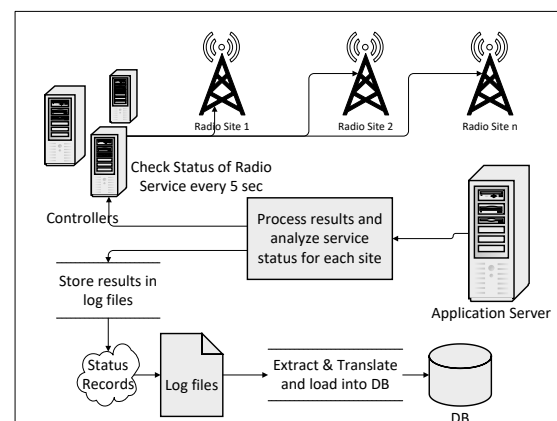 Radio Site 1
Radio Site 2
Radio Site n
Check Status of Radio
Service every 5 sec
Controllers
Process results and
analyze service
status for each site
Application Server
Store results in
log files
Status
Records
Log files
Extract & Translate
and load into DB
DB